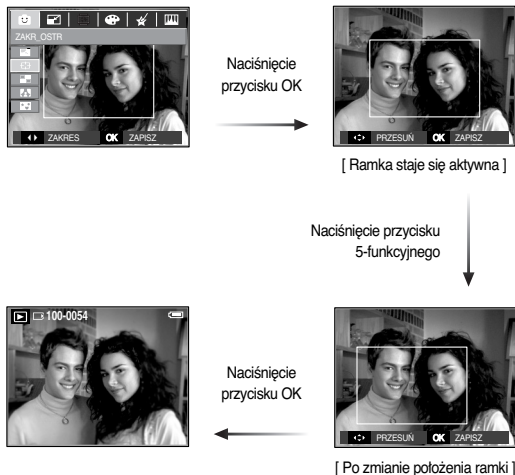 ZAKR_OSTR
ZAKRES OK ZAPISZ
Naciśnięcie
przycisku OK
PRZESUŃ OK ZAPISZ
[ Ramka staje się aktywna ]
Naciśnięcie przycisku
5-funkcyjnego
100-0054
Naciśnięcie
przycisku OK
PRZESUŃ OK ZAPISZ
[ Po zmianie położenia ramki ]